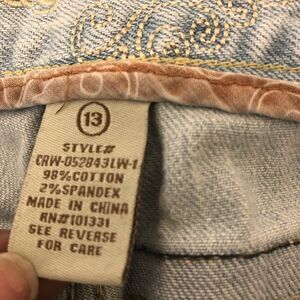 13
STYLE#
CRW-052843LW-1
98%COTTON
2%SPANDEX
MADE IN CHINA
RN#101331
SEE REVERSE
FOR CARE